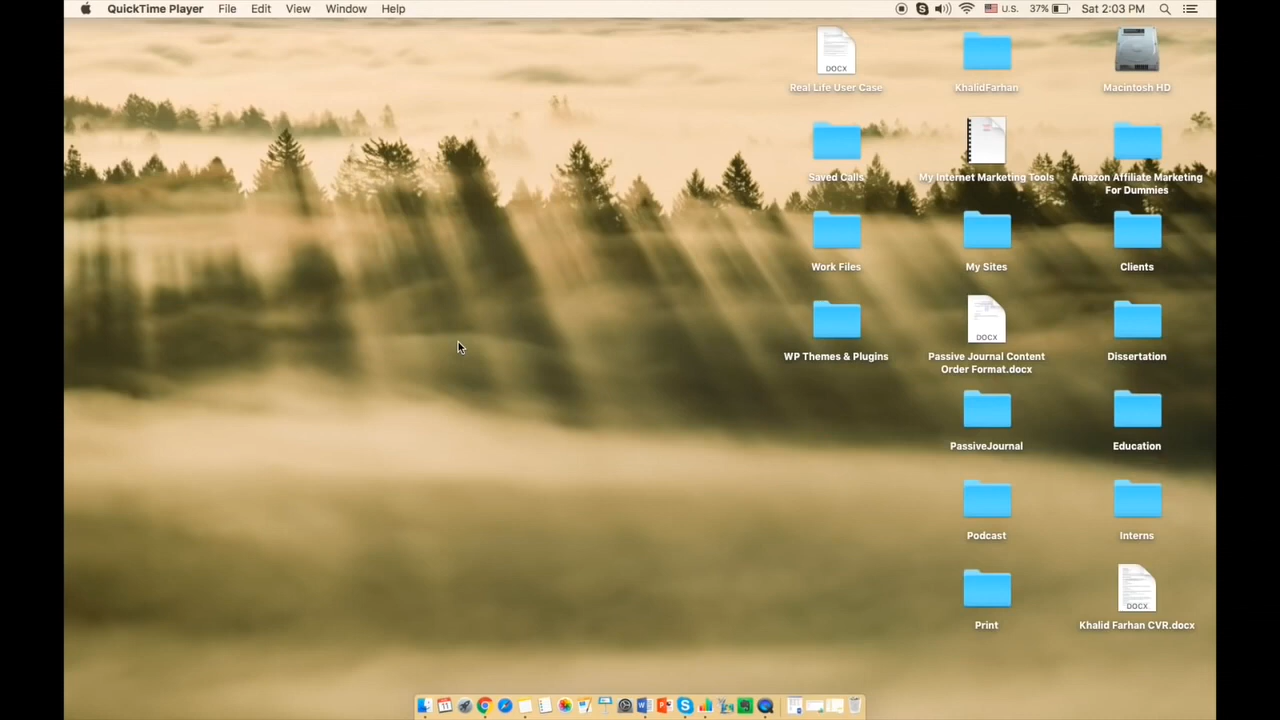 QuickTime Player File Edit View Window Help U.S. 37% Sat 2:03 PM
DOCX
Real Life User Case
KhalidFarhan
Macintosh HD
Saved Calls
My Internet Marketing Tools
Amazon Affiliate Marketing
For Dummies
Work Files
My Sites
Clients
WP Themes & Plugins
DOCX
Passive Journal Content
Order Format.docx
Dissertation
PassiveJournal
Education
Podcast
Interns
Print
DOCX
Khalid Farhan CVR.docx